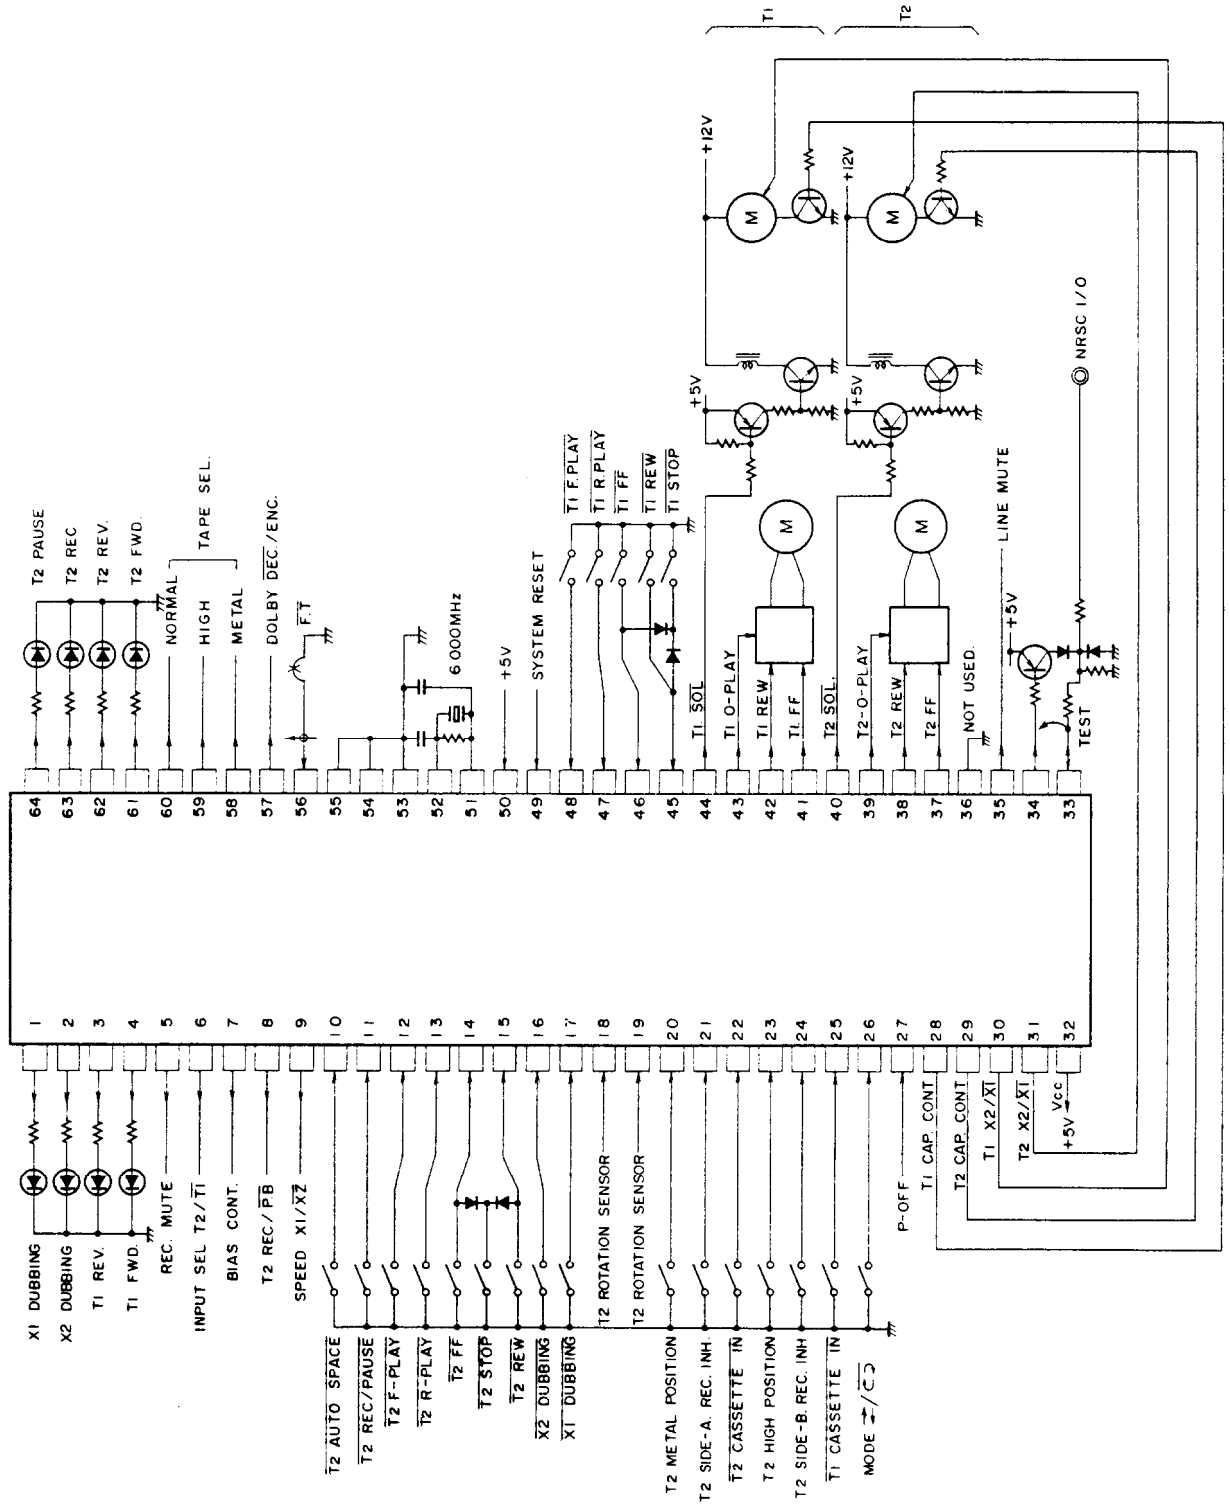 T1
T2
T2 PAUSE
T2 REC
T2 REV.
T2 FWD.
NORMAL
HIGH
METAL
TAPE SEL.
DOLBY DEC./ENC.
F.T
6.000MHz
+5V
SYSTEM RESET
T1 F.PLAY
T1 R.PLAY
T1 FF
T1 REW
T1 STOP
T1 SOL
T1 O-PLAY
T1 REW
T1 FF
T2 SOL.
T2-O-PLAY
T2 REW
T2 FF
NOT USED.
LINE MUTE
TEST
+5V
+5V
+5V
+12V
+12V
M
M
M
M
NRSC I/O
64
63
62
61
60
59
58
57
56
55
54
53
52
51
50
49
48
47
46
45
44
43
42
41
40
39
38
37
36
35
34
33
1
2
3
4
5
6
7
8
9
10
11
12
13
14
15
16
17
18
19
20
21
22
23
24
25
26
27
28
29
30
31
32
X1 DUBBING
X2 DUBBING
T1 REV.
T1 FWD.
REC. MUTE
INPUT SEL T2/T1
BIAS CONT.
T2 REC/PB
SPEED X1/X2
T2 AUTO SPACE
T2 REC/PAUSE
T2 F-PLAY
T2 R-PLAY
T2 FF
T2 STOP
T2 REW
X2 DUBBING
X1 DUBBING
T2 ROTATION SENSOR
T2 ROTATION SENSOR
T2 METAL POSITION
T2 SIDE-A. REC. INH.
T2 CASSETTE IN
T2 HIGH POSITION
T2 SIDE-B. REC. INH
T1 CASSETTE IN
MODE ⇄/⊂⊃
P-OFF
T1 CAP. CONT
T2 CAP. CONT
T1 X2/X1
T2 X2/X1
+5V Vcc